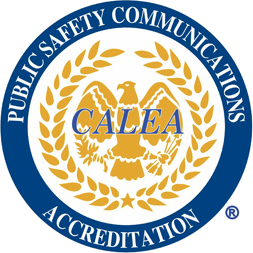 PUBLIC SAFETY COMMUNICATIONS
CALEA
ACCREDITATION
®